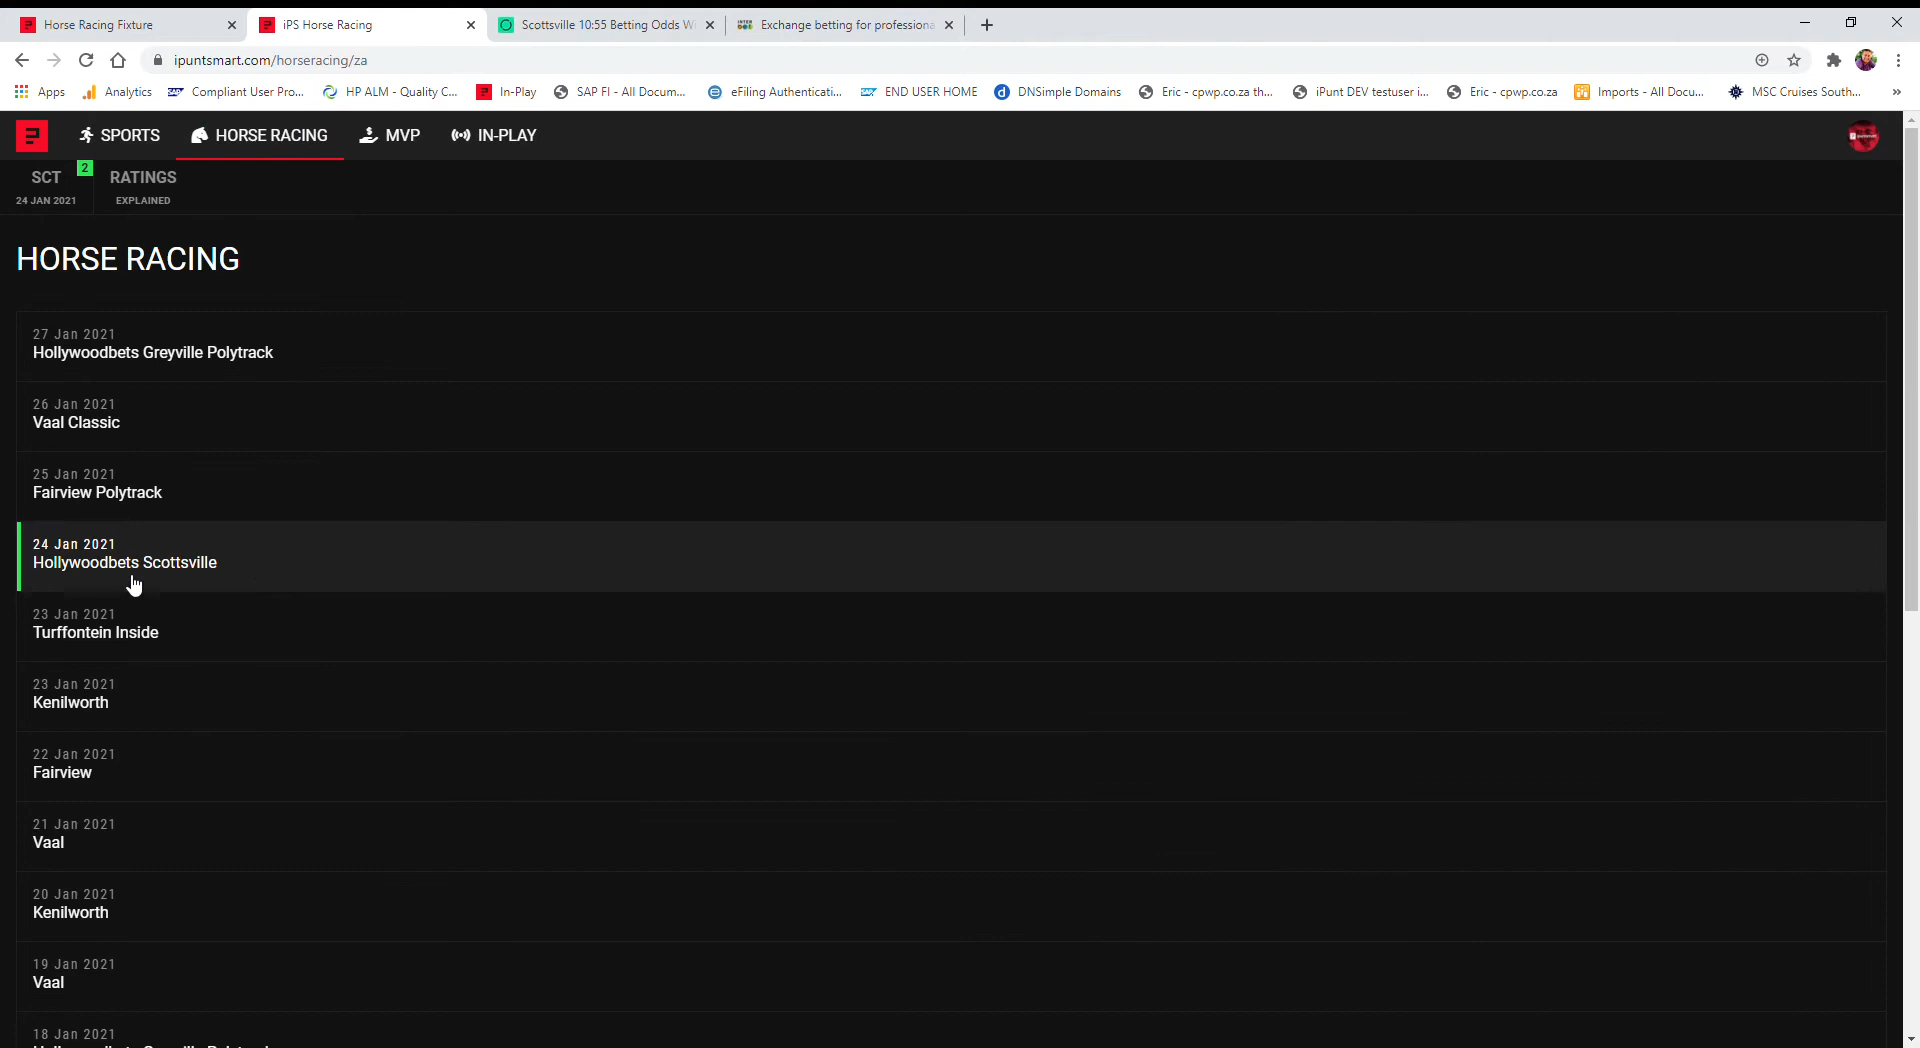 Horse Racing Fixture
iPS Horse Racing
Scottsville 10:55 Betting Odds Wi
Exchange betting for professiona
ipuntsmart.com/horseracing/za
Apps
Analytics
Compliant User Pro...
HP ALM - Quality C...
In-Play
SAP FI - All Docum...
eFiling Authenticati...
END USER HOME
DNSimple Domains
Eric - cpwp.co.za th...
iPunt DEV testuser i...
Eric - cpwp.co.za
Imports - All Docu...
MSC Cruises South...
»
SPORTS
HORSE RACING
MVP
IN-PLAY
SCT
2
24 JAN 2021
RATINGS
EXPLAINED
HORSE RACING
27 Jan 2021
Hollywoodbets Greyville Polytrack
26 Jan 2021
Vaal Classic
25 Jan 2021
Fairview Polytrack
24 Jan 2021
Hollywoodbets Scottsville
23 Jan 2021
Turffontein Inside
23 Jan 2021
Kenilworth
22 Jan 2021
Fairview
21 Jan 2021
Vaal
20 Jan 2021
Kenilworth
19 Jan 2021
Vaal
18 Jan 2021